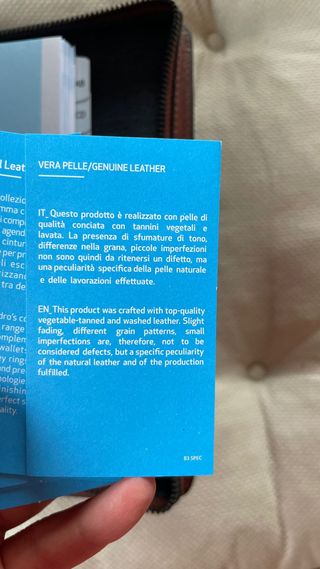 VERA PELLE/GENUINE LEATHER
IT_Questo prodotto è realizzato con pelle di
qualità conciata con tannini vegetali e
lavata. La presenza di sfumature di tono,
differenze nella grana, piccole imperfezioni
non sono quindi da ritenersi un difetto, ma
una peculiarità specifica della pelle naturale
e delle lavorazioni effettuate.
EN_This product was crafted with top-quality
vegetable-tanned and washed leather. Slight
fading, different grain patterns, small
imperfections are, therefore, not to be
considered defects, but a specific peculiarity
of the natural leather and of the production
fulfilled.
B3 SPEC